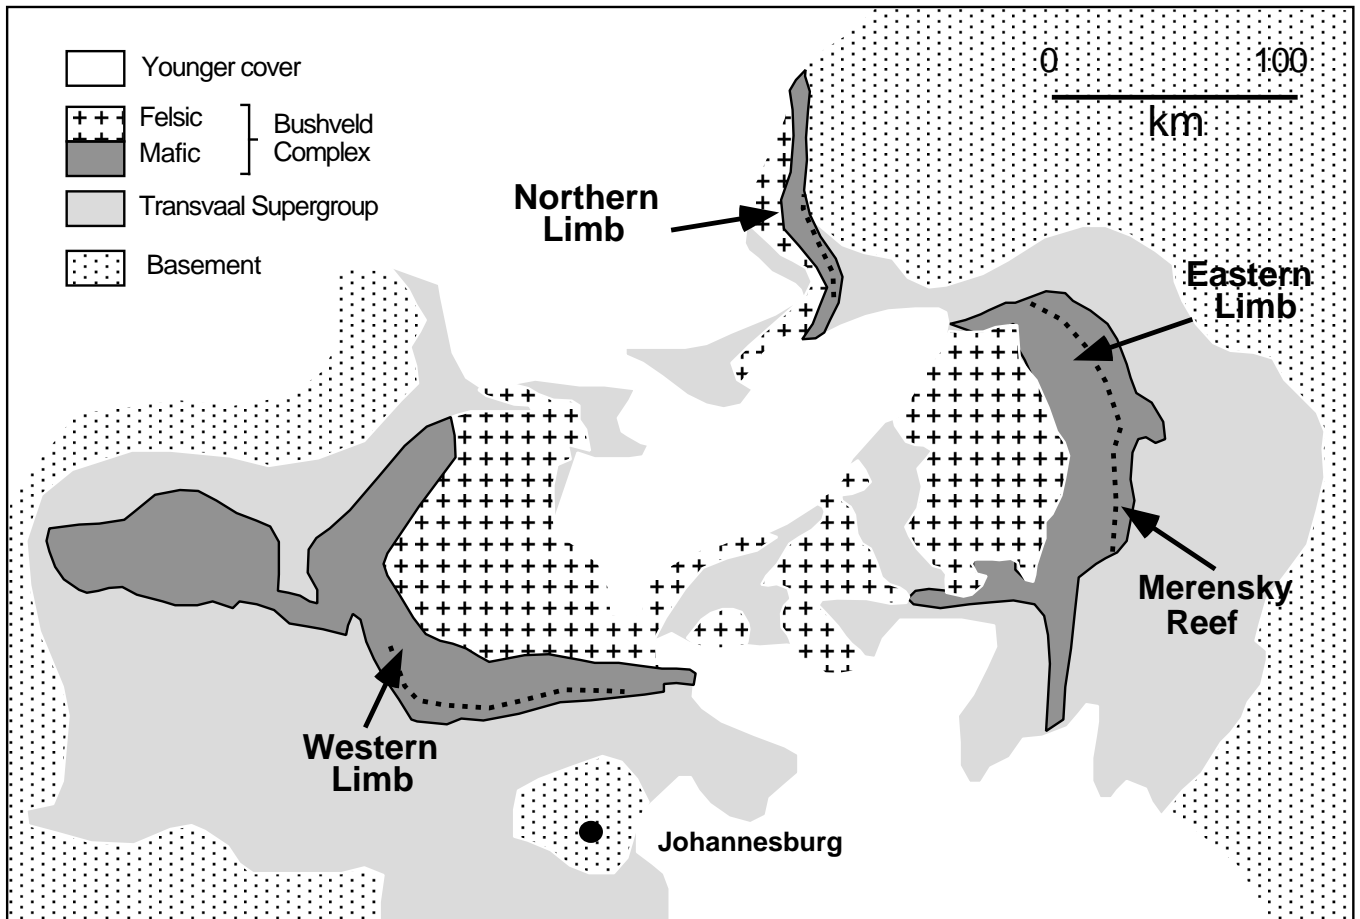 Younger cover
Felsic
Mafic
Bushveld
Complex
Transvaal Supergroup
Basement
0 100
km
Northern
Limb
Eastern
Limb
Merensky
Reef
Western
Limb
Johannesburg